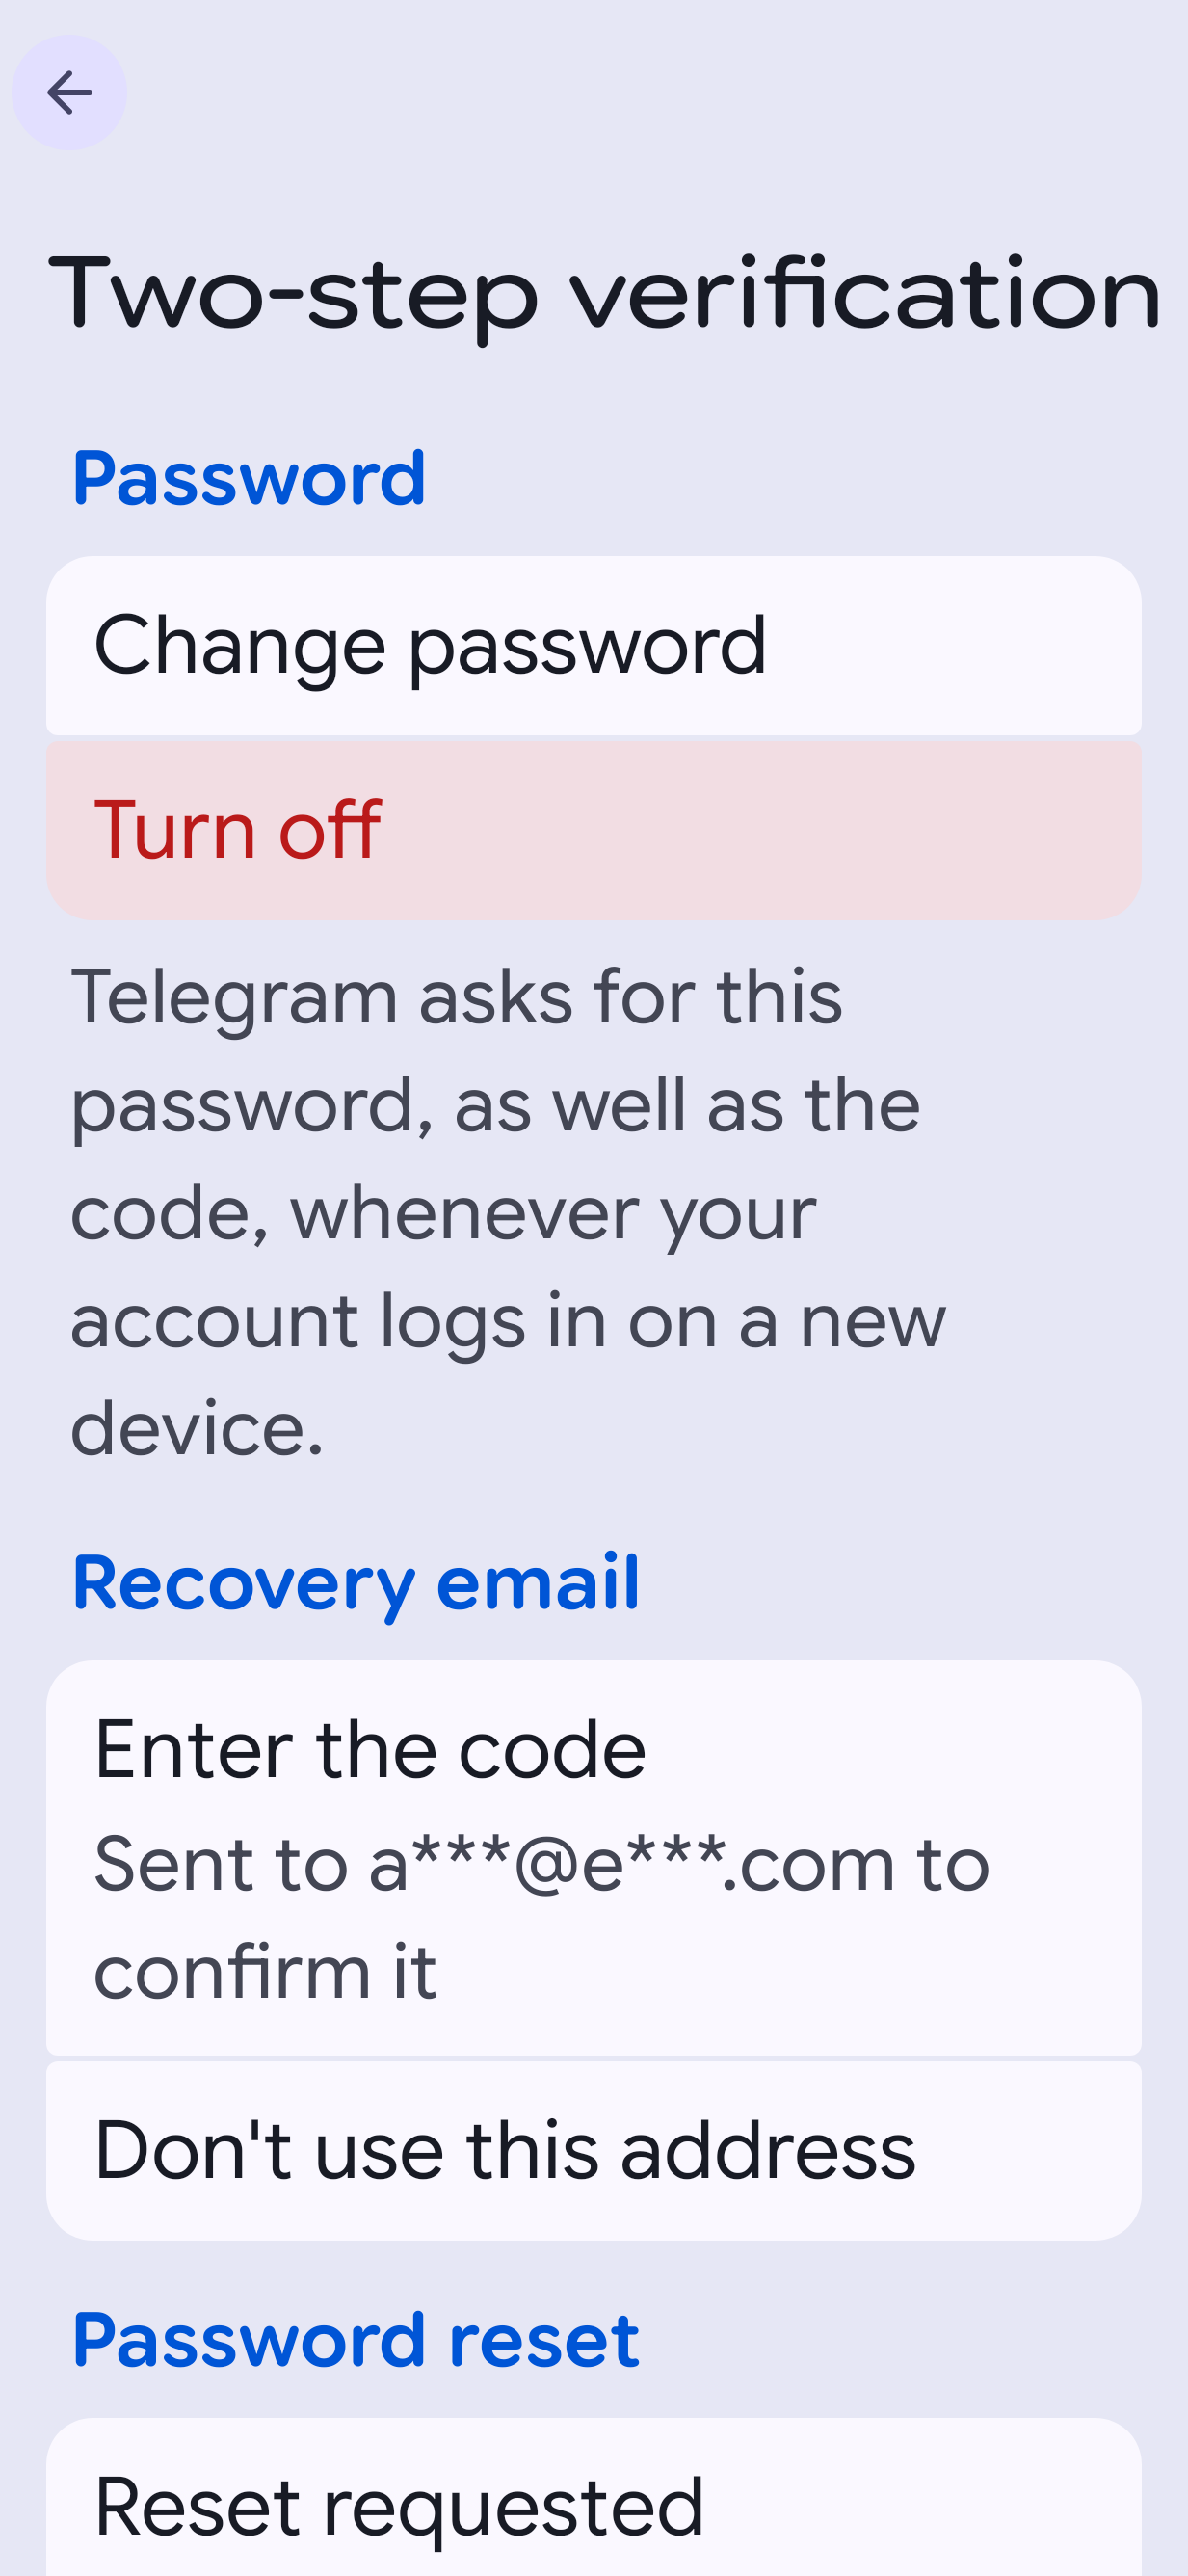 Two-step verification
Password
Change password
Turn off
Telegram asks for this
password, as well as the
code, whenever your
account logs in on a new
device.
Recovery email
Enter the code
Sent to a***@e***.com to
confirm it
Don't use this address
Password reset
Reset requested